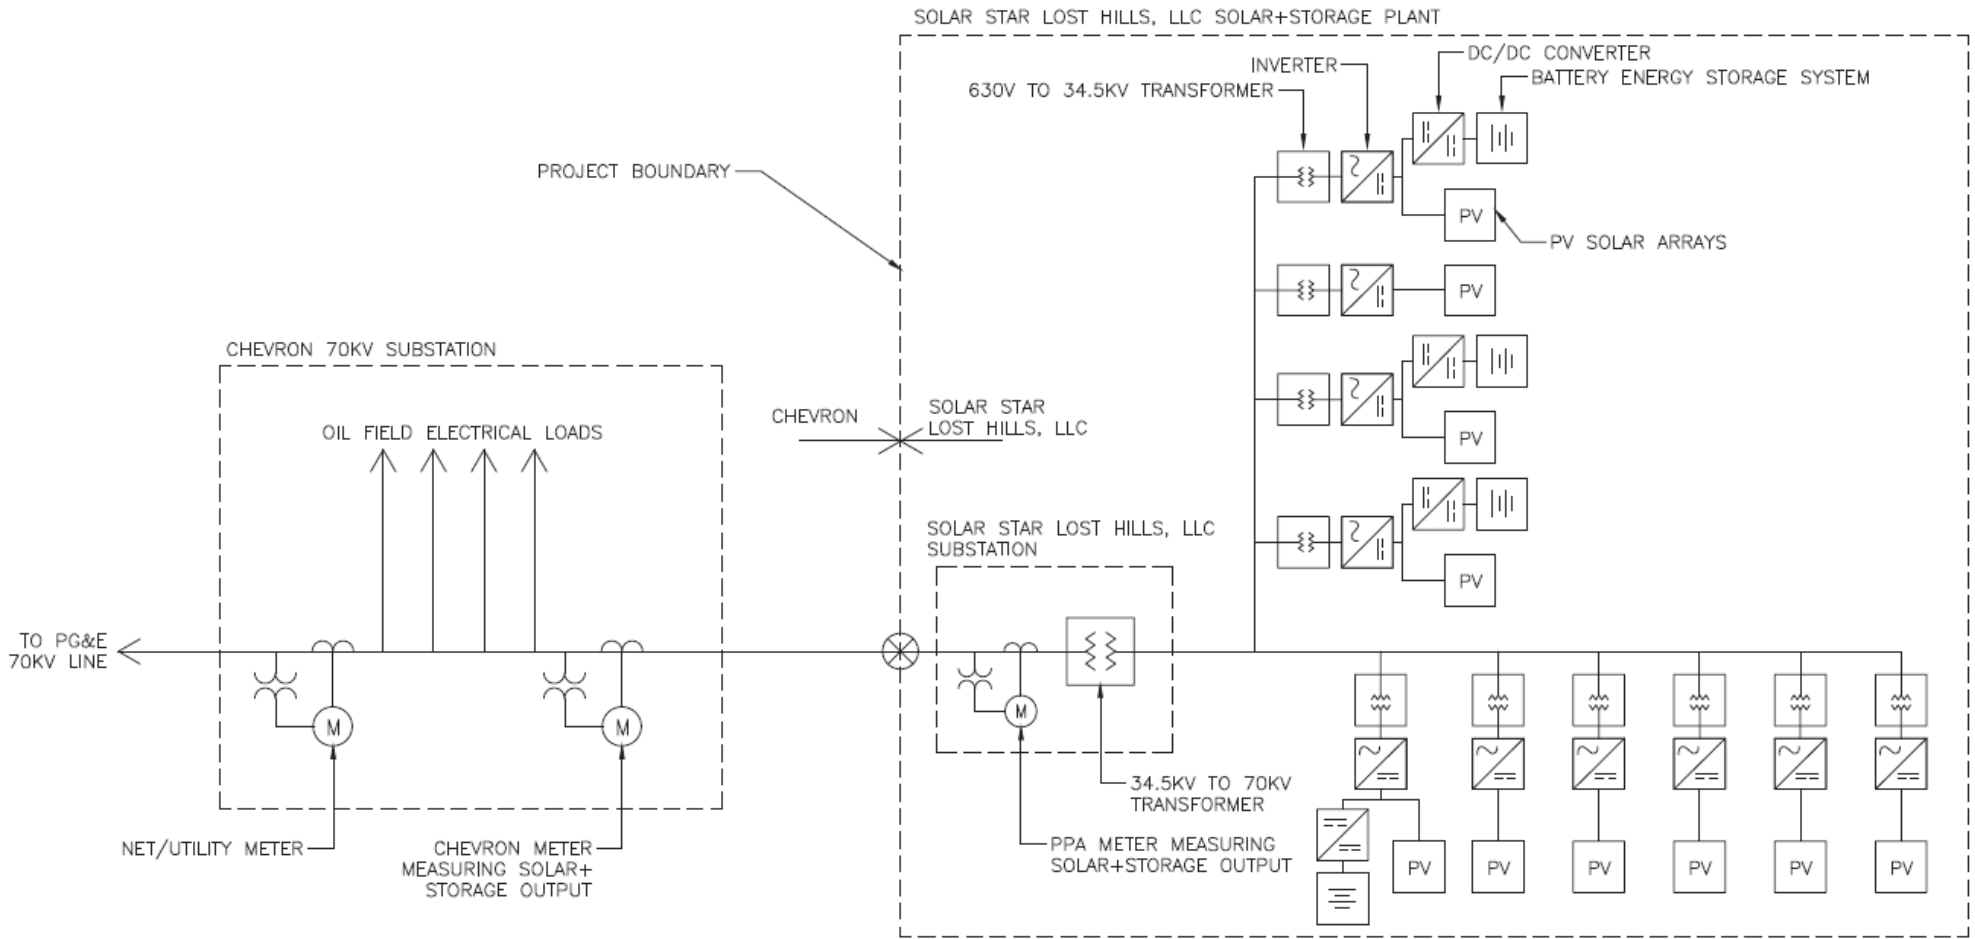 SOLAR STAR LOST HILLS, LLC SOLAR+STORAGE PLANT
DC/DC CONVERTER
INVERTER
BATTERY ENERGY STORAGE SYSTEM
630V TO 34.5KV TRANSFORMER
PROJECT BOUNDARY
PV
PV SOLAR ARRAYS
PV
CHEVRON 70KV SUBSTATION
CHEVRON
SOLAR STAR
LOST HILLS, LLC
OIL FIELD ELECTRICAL LOADS
PV
SOLAR STAR LOST HILLS, LLC
SUBSTATION
PV
TO PG&E
70KV LINE
M
M
M
34.5KV TO 70KV
TRANSFORMER
NET/UTILITY METER
CHEVRON METER
MEASURING SOLAR+
STORAGE OUTPUT
PPA METER MEASURING
SOLAR+STORAGE OUTPUT
PV
PV
PV
PV
PV
PV